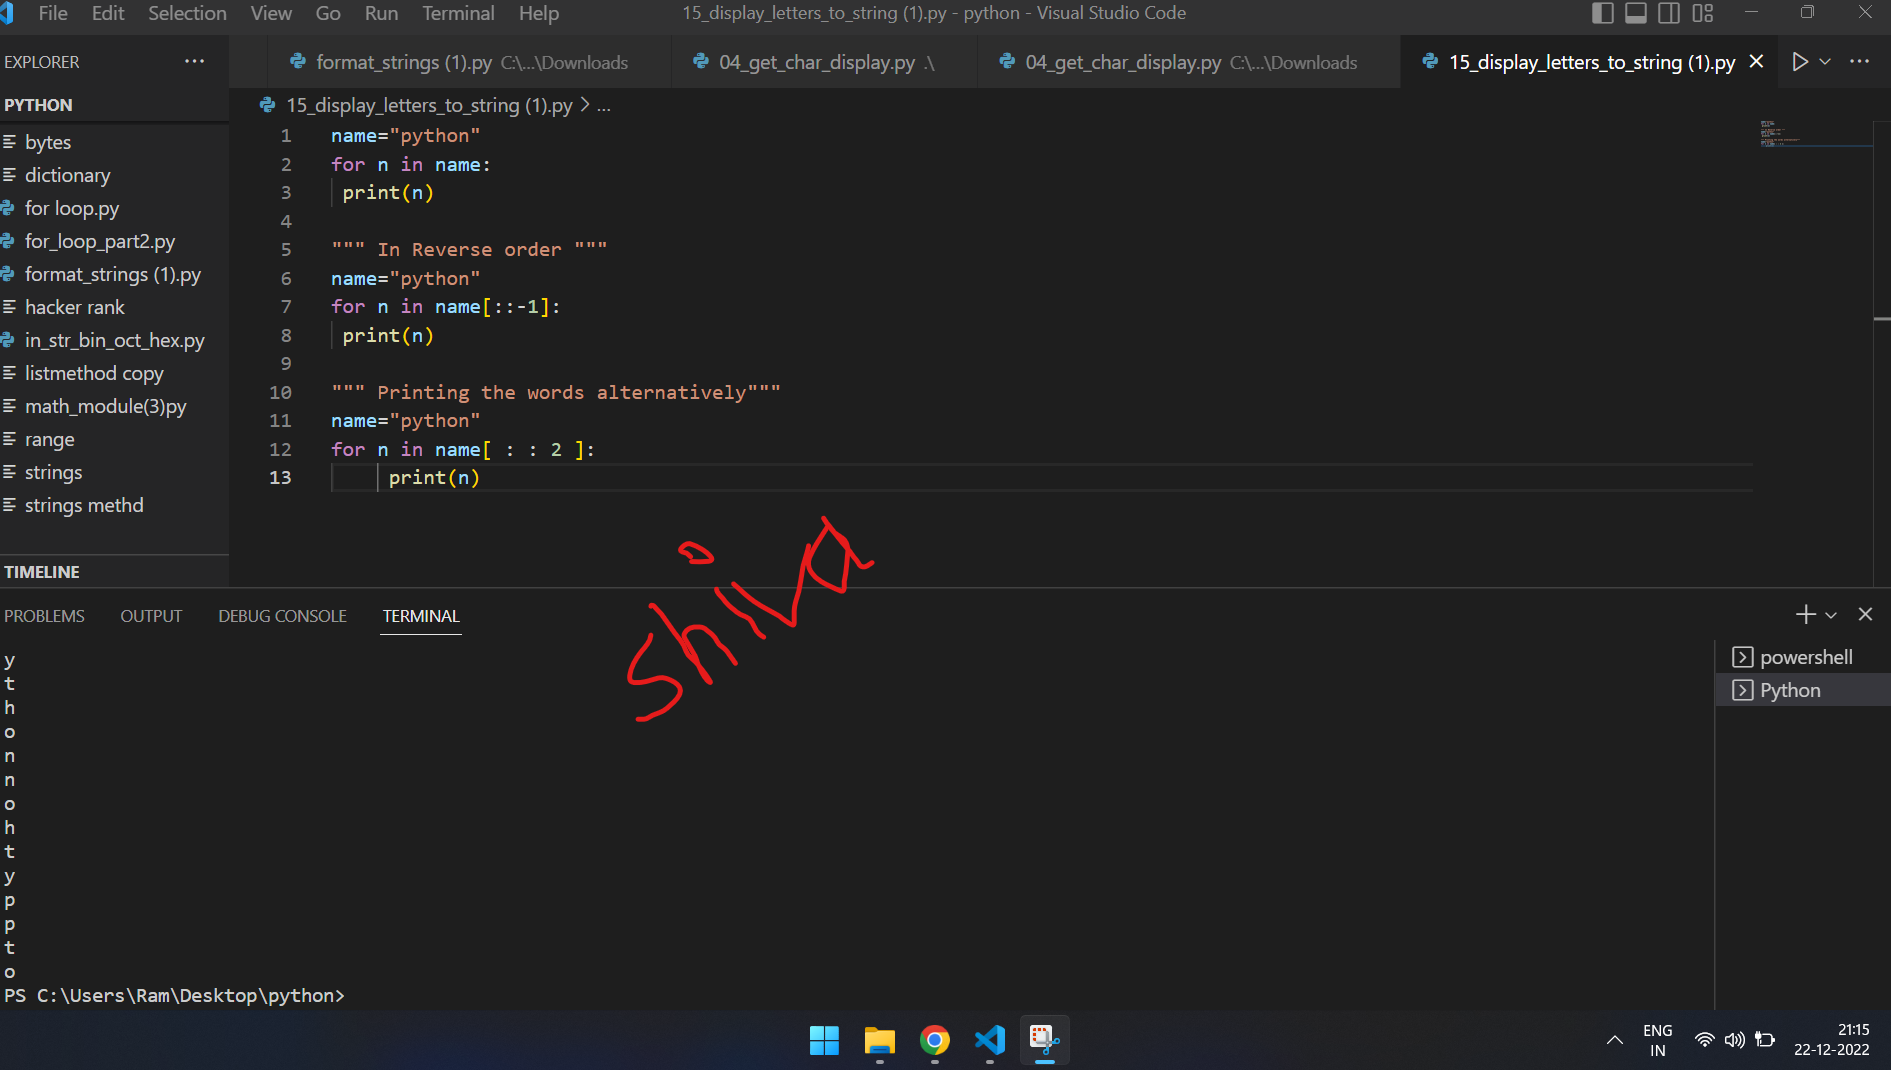 File Edit Selection View Go Run Terminal Help 15_display_letters_to_string (1).py - python - Visual Studio Code
EXPLORER ...
format_strings (1).py C:\...\Downloads 04_get_char_display.py .\ 04_get_char_display.py C:\...\Downloads 15_display_letters_to_string (1).py
PYTHON
bytes
dictionary
for loop.py
for_loop_part2.py
format_strings (1).py
hacker rank
in_str_bin_oct_hex.py
listmethod copy
math_module(3)py
range
strings
strings methd
TIMELINE
15_display_letters_to_string (1).py > ...
1 name="python"
2 for n in name:
3 print(n)
4
5 """ In Reverse order """
6 name="python"
7 for n in name[::-1]:
8 print(n)
9
10 """ Printing the words alternatively"""
11 name="python"
12 for n in name[ : : 2 ]:
13 print(n)
Shiva
PROBLEMS OUTPUT DEBUG CONSOLE TERMINAL
y
t
h
o
n
n
o
h
t
y
p
p
t
o
PS C:\Users\Ram\Desktop\python>
powershell
Python
ENG
IN
21:15
22-12-2022